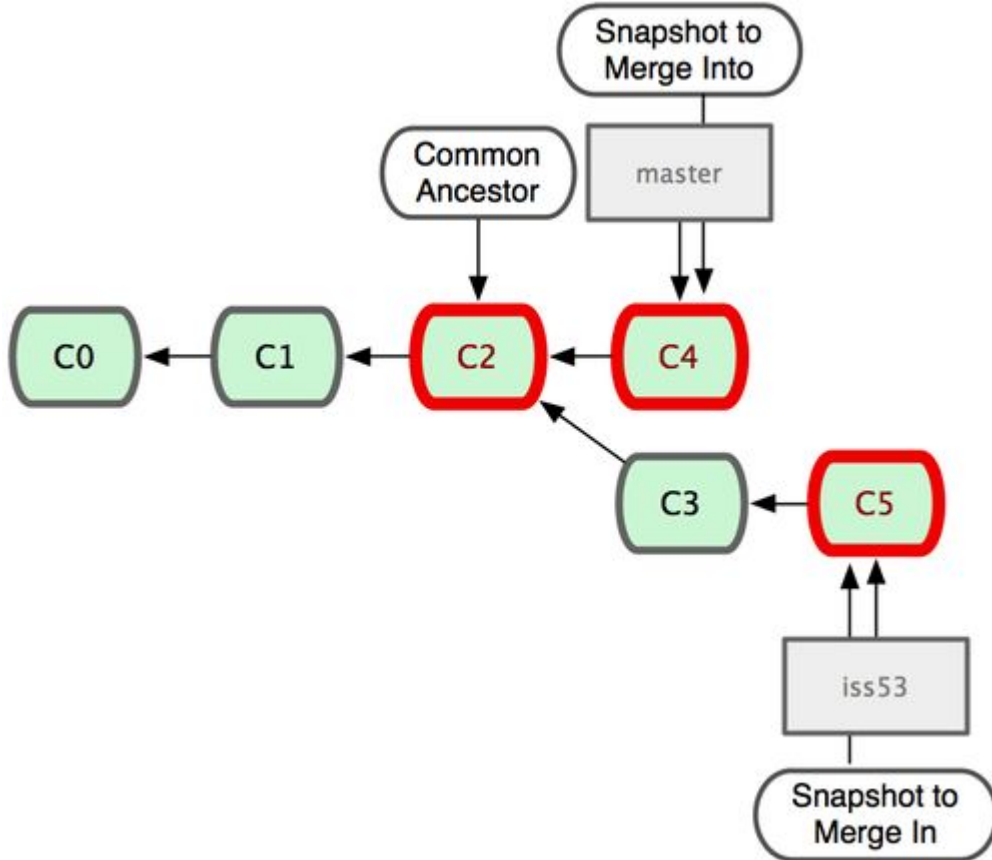 Snapshot to
Merge Into
Common
Ancestor
master
C0
C1
C2
C4
C3
C5
iss53
Snapshot to
Merge In